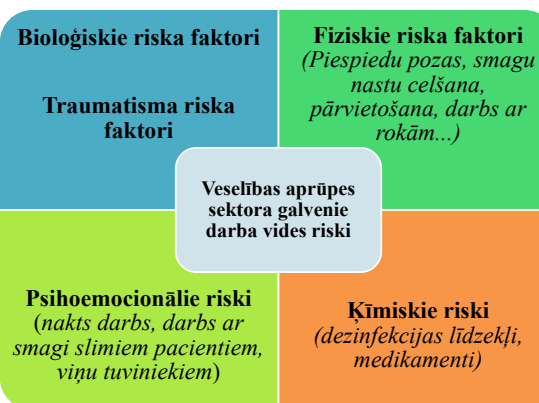 Bioloģiskie riska faktori
Traumatisma riska
faktori
Fiziskie riska faktori
(Piespiedu pozas, smagu
nastu celšana,
pārvietošana, darbs ar
rokām...)
Veselības aprūpes
sektora galvenie
darba vides riski
Psihoemocionālie riski
(nakts darbs, darbs ar
smagi slimiem pacientiem,
viņu tuviniekiem)
Ķīmiskie riski
(dezinfekcijas līdzekļi,
medikamenti)